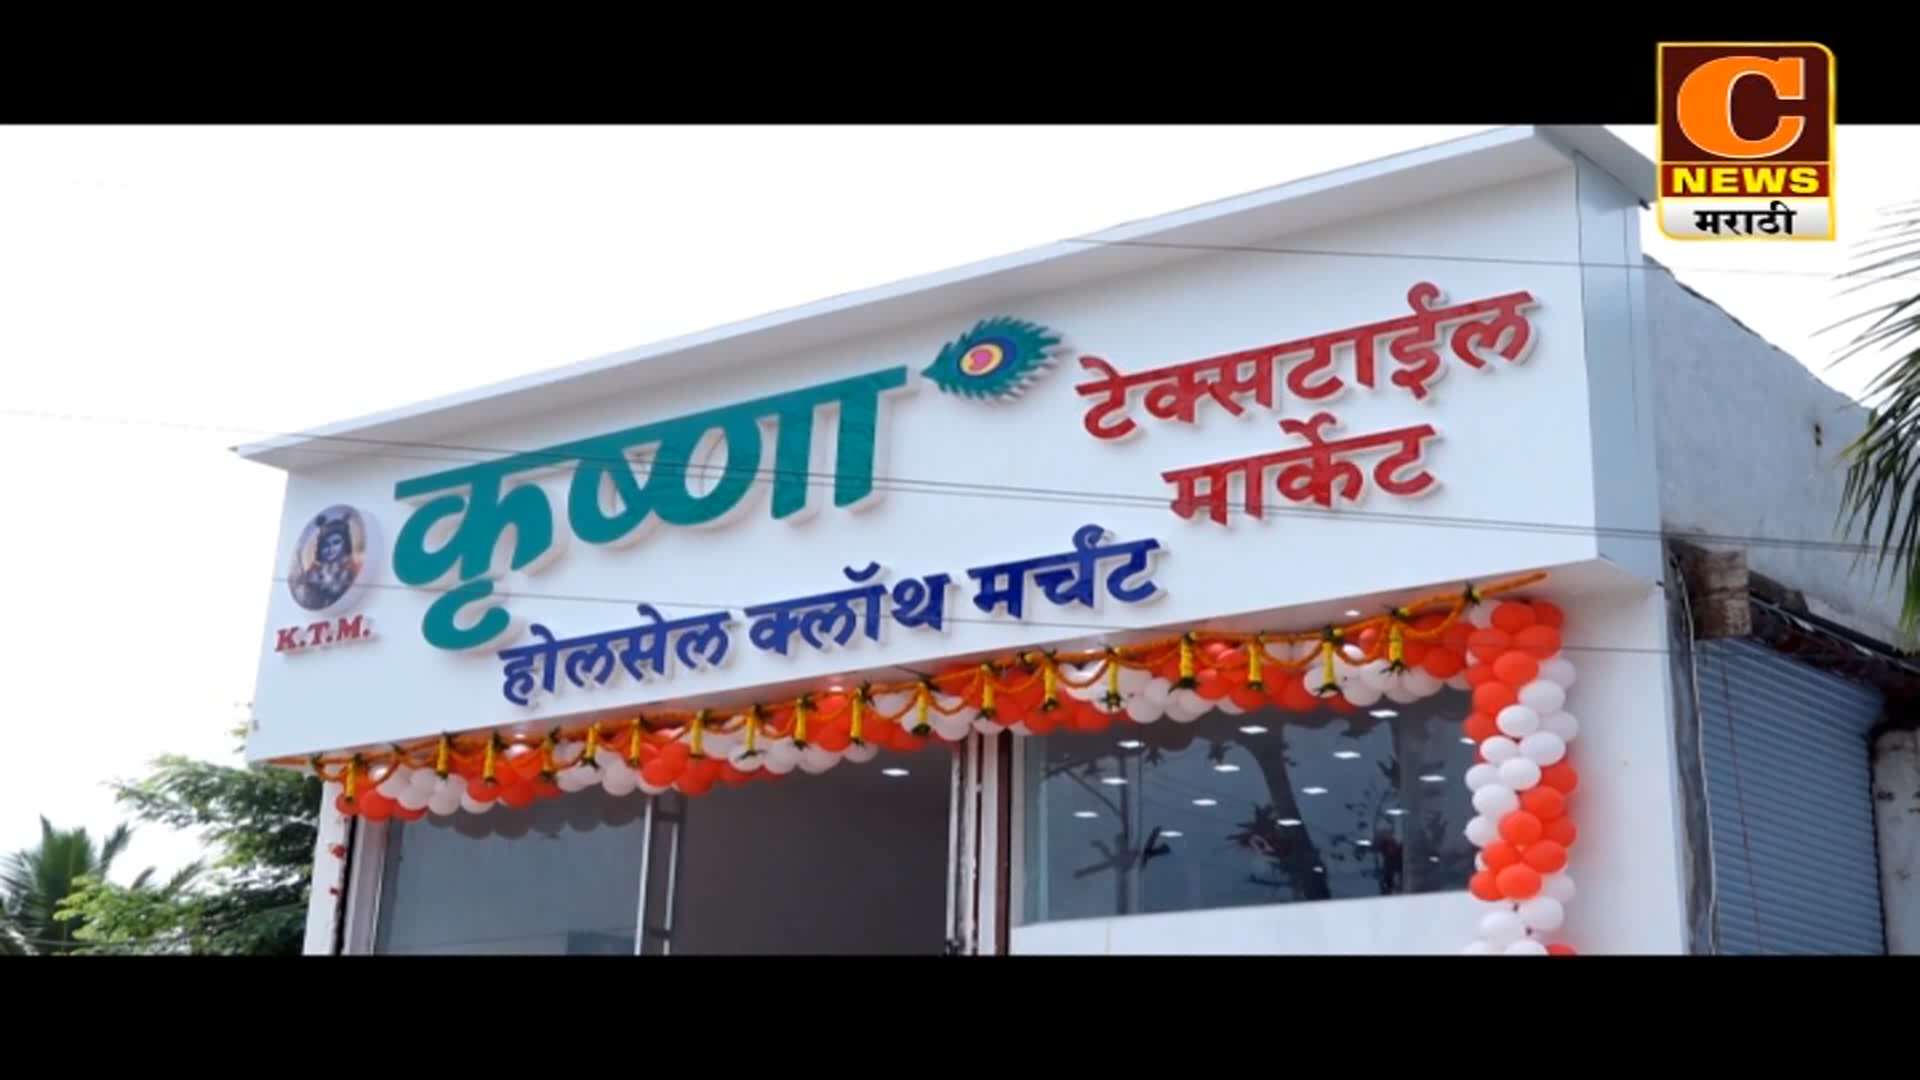 C
NEWS
मराठी
कृष्णा
टेक्सटाईल
मार्केट
होलसेल क्लॉथ मर्चंट
K.T.M.